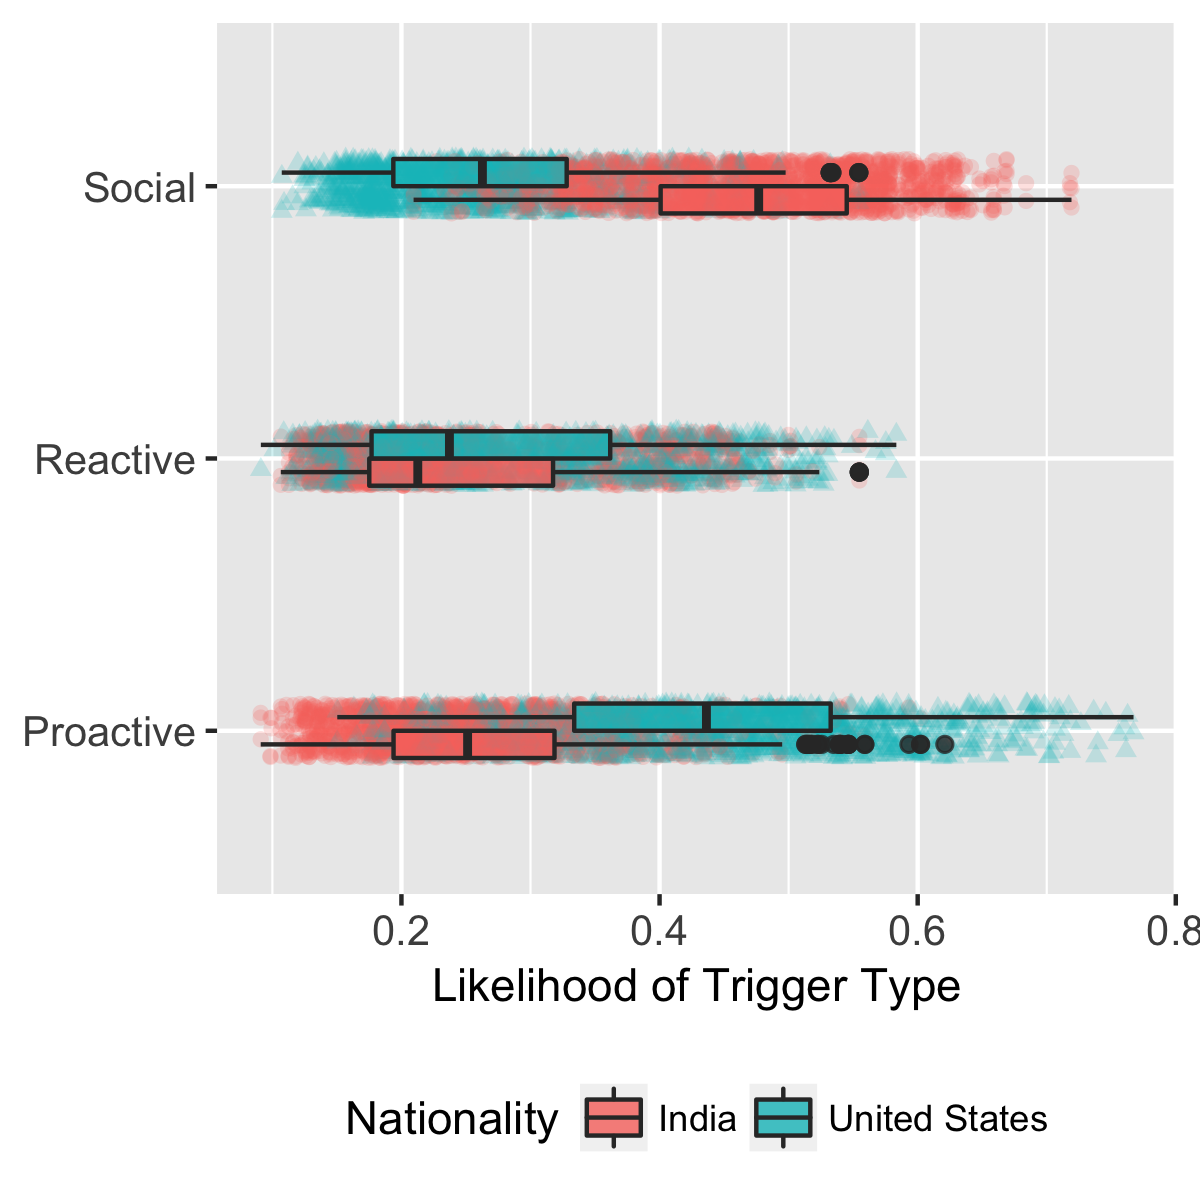 Social
Reactive
Proactive
0.2 0.4 0.6 0.8
Likelihood of Trigger Type
Nationality India United States